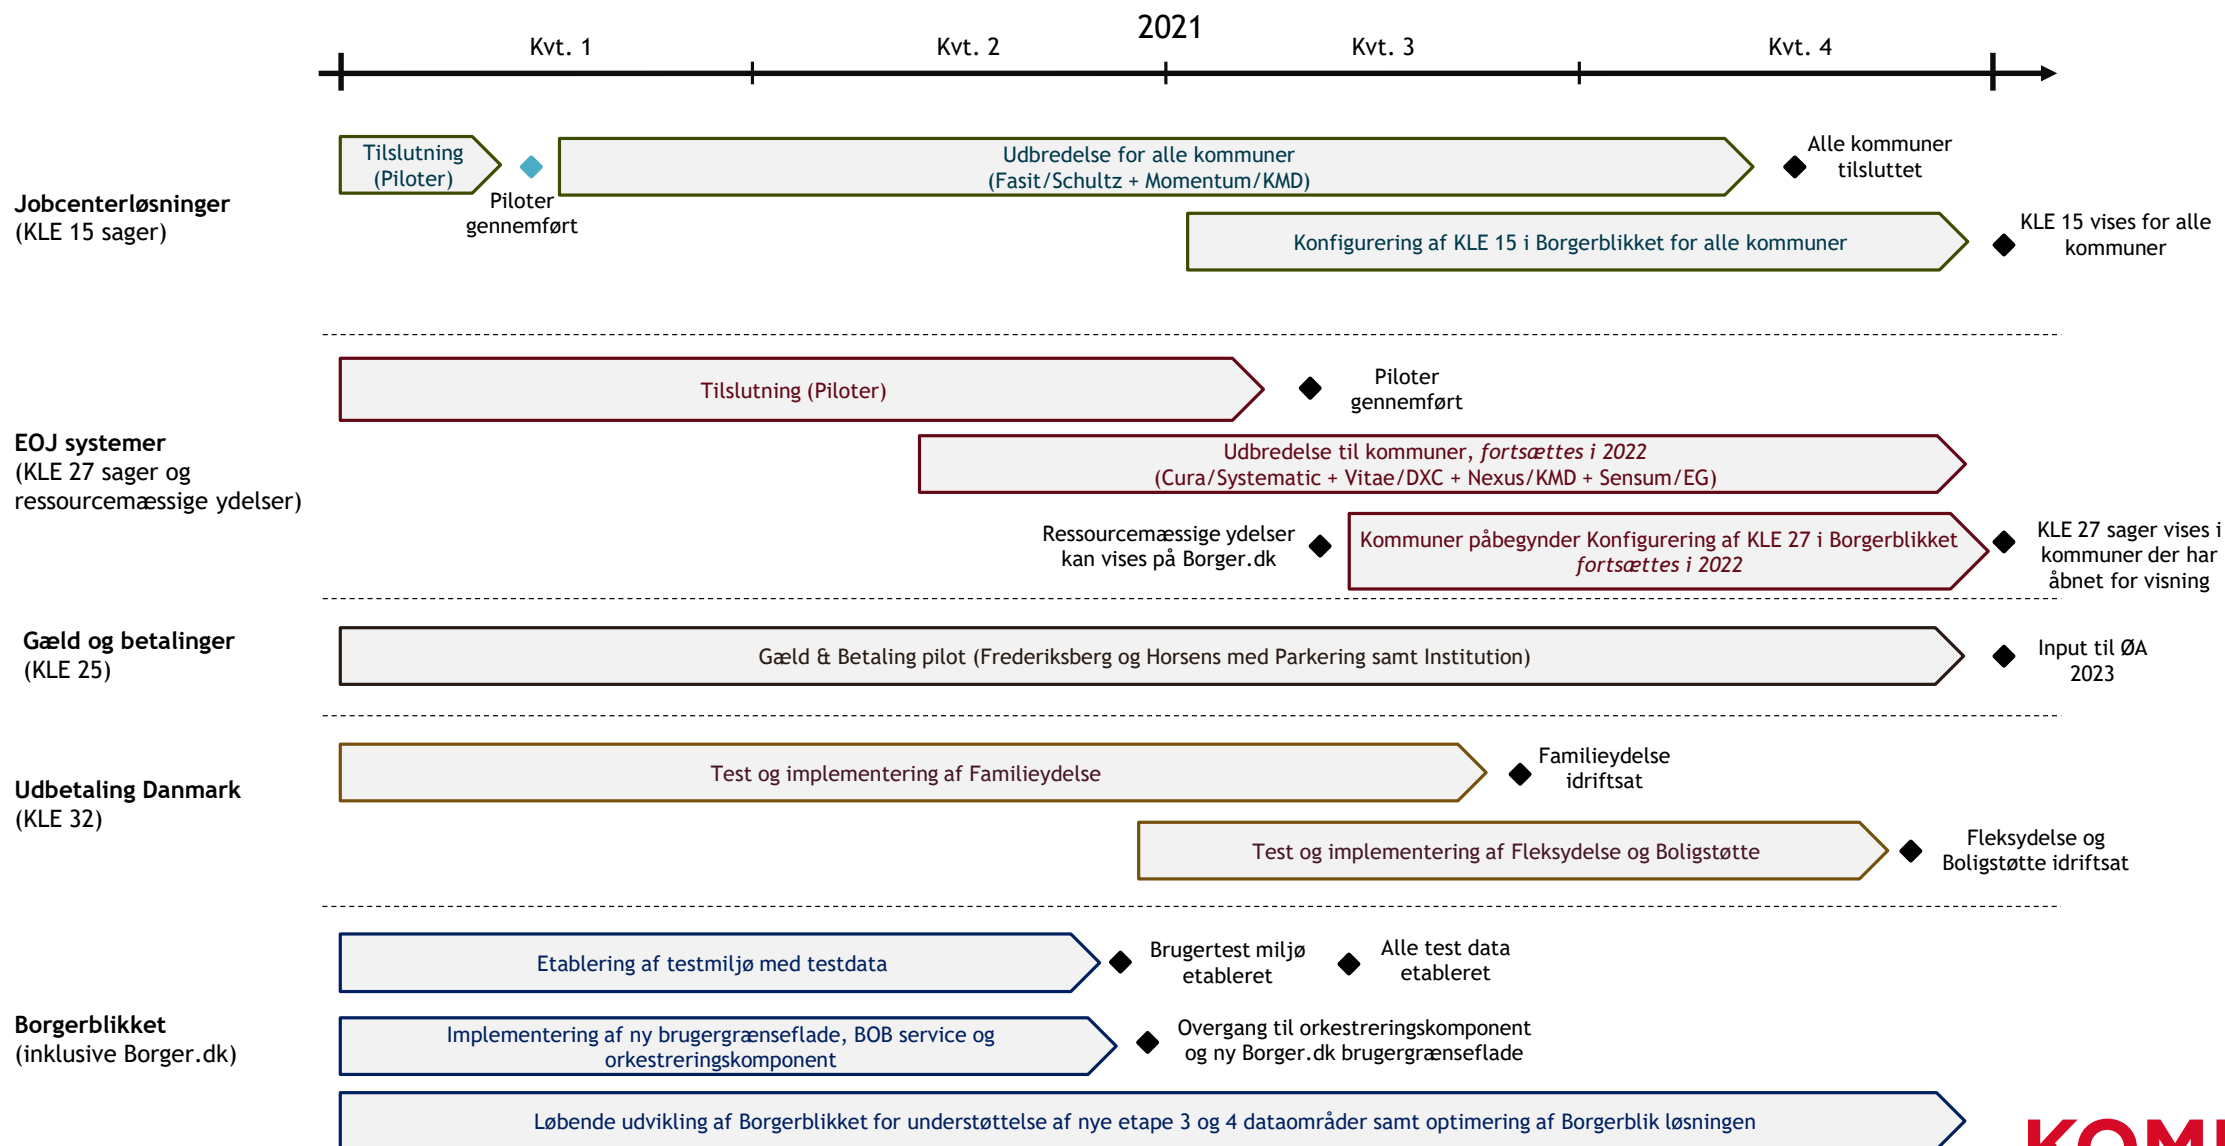 2021
Kvt. 1
Kvt. 2
Kvt. 3
Kvt. 4
Jobcenterløsninger
(KLE 15 sager)
Tilslutning
(Piloter)
Piloter
gennemført
Udbredelse for alle kommuner
(Fasit/Schultz + Momentum/KMD)
Alle kommuner
tilsluttet
Konfigurering af KLE 15 i Borgerblikket for alle kommuner
KLE 15 vises for alle
kommuner
EOJ systemer
(KLE 27 sager og
ressourcemæssige ydelser)
Tilslutning (Piloter)
Piloter
gennemført
Udbredelse til kommuner, fortsættes i 2022
(Cura/Systematic + Vitae/DXC + Nexus/KMD + Sensum/EG)
Ressourcemæssige ydelser
kan vises på Borger.dk
Kommuner påbegynder Konfigurering af KLE 27 i Borgerblikket
fortsættes i 2022
KLE 27 sager vises i
kommuner der har
åbnet for visning
Gæld og betalinger
(KLE 25)
Gæld & Betaling pilot (Frederiksberg og Horsens med Parkering samt Institution)
Input til ØA
2023
Udbetaling Danmark
(KLE 32)
Test og implementering af Familieydelse
Familieydelse
idriftsat
Test og implementering af Fleksydelse og Boligstøtte
Fleksydelse og
Boligstøtte idriftsat
Borgerblikket
(inklusive Borger.dk)
Etablering af testmiljø med testdata
Brugertest miljø
etableret
Alle test data
etableret
Implementering af ny brugergrænseflade, BOB service og
orkestreringskomponent
Overgang til orkestreringskomponent
og ny Borger.dk brugergrænseflade
Løbende udvikling af Borgerblikket for understøttelse af nye etape 3 og 4 dataområder samt optimering af Borgerblik løsningen